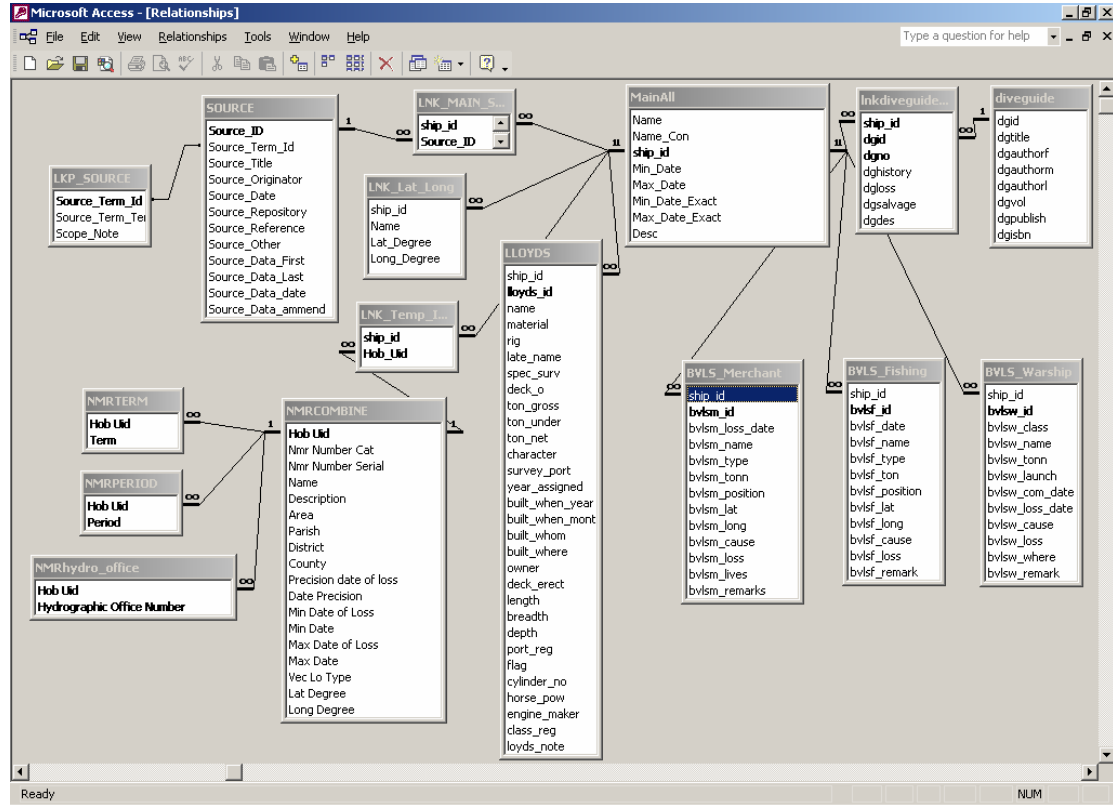 Microsoft Access - [Relationships]
File Edit View Relationships Tools Window Help
Type a question for help
SOURCE
Source_ID
Source_Term_Id
Source_Title
Source_Originator
Source_Date
Source_Repository
Source_Reference
Source_Other
Source_Data_First
Source_Data_Last
Source_Data_date
Source_Data_ammend
LKP_SOURCE
Source_Term_Id
Source_Term_Te
Scope_Note
LNK_MAIN_S...
ship_id
Source_ID
1
∞
∞
LNK_Lat_Long
ship_id
Name
Lat_Degree
Long_Degree
∞
LNK_Temp_I...
ship_id
Hob_Uid
∞
∞
MainAll
Name
Name_Con
ship_id
Min_Date
Max_Date
Min_Date_Exact
Max_Date_Exact
Desc
11
11
lnkdiveguide...
ship_id
dgid
dgno
dghistory
dgloss
dgsalvage
dgdes
∞
∞
1
diveguide
dgid
dgtitle
dgauthorf
dgauthorm
dgauthorl
dgvol
dgpublish
dgisbn
LLOYDS
ship_id
lloyds_id
name
material
rig
late_name
spec_surv
deck_o
ton_gross
ton_under
ton_net
character
survey_port
year_assigned
built_when_year
built_when_mont
built_whom
built_where
owner
deck_erect
length
breadth
depth
port_reg
flag
cylinder_no
horse_pow
engine_maker
class_reg
loyds_note
∞
BVLS_Merchant
ship_id
bvlsm_id
bvlsm_loss_date
bvlsm_name
bvlsm_type
bvlsm_tonn
bvlsm_position
bvlsm_lat
bvlsm_long
bvlsm_cause
bvlsm_loss
bvlsm_lives
bvlsm_remarks
∞
BVLS_Fishing
ship_id
bvlsf_id
bvlsf_date
bvlsf_name
bvlsf_type
bvlsf_ton
bvlsf_position
bvlsf_lat
bvlsf_long
bvlsf_cause
bvlsf_loss
bvlsf_remark
∞
BVLS_Warship
ship_id
bvlsw_id
bvlsw_class
bvlsw_name
bvlsw_tonn
bvlsw_launch
bvlsw_com_date
bvlsw_loss_date
bvlsw_cause
bvlsw_loss
bvlsw_where
bvlsw_remark
∞
NMRTERM
Hob Uid
Term
∞
NMRPERIOD
Hob Uid
Period
∞
NMRhydro_office
Hob Uid
Hydrographic Office Number
∞
NMRCOMBINE
Hob Uid
Nmr Number Cat
Nmr Number Serial
Name
Description
Area
Parish
District
County
Precision date of loss
Date Precision
Min Date of Loss
Min Date
Max Date of Loss
Max Date
Vec Lo Type
Lat Degree
Long Degree
1
1
Ready
NUM